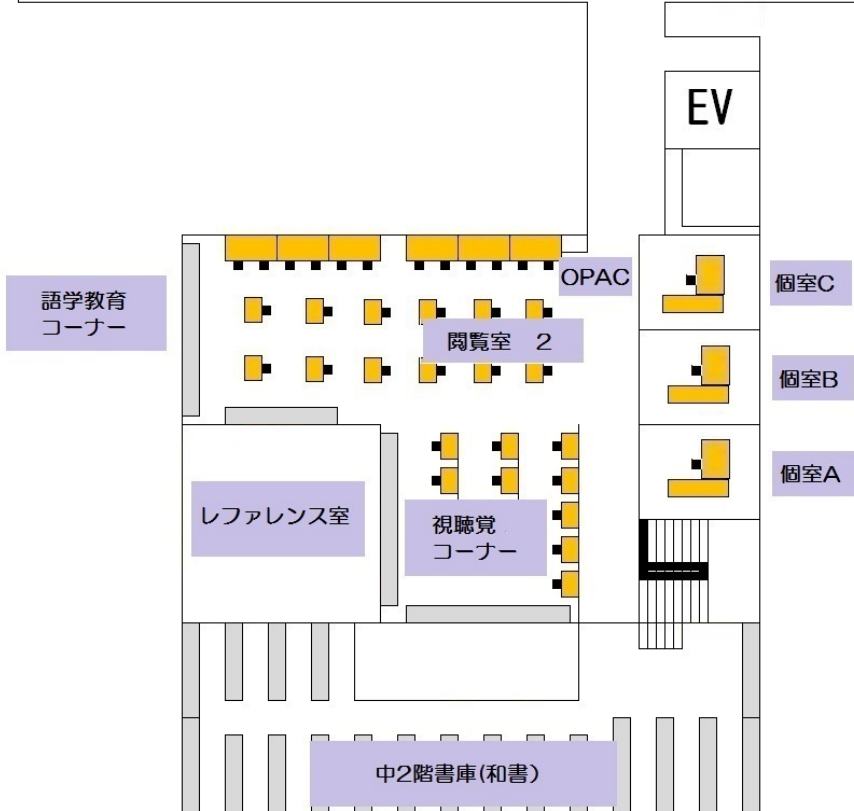 EV
OPAC
個室C
語学教育
コーナー
閲覧室　2
個室B
個室A
レファレンス室
視聴覚
コーナー
中2階書庫(和書)